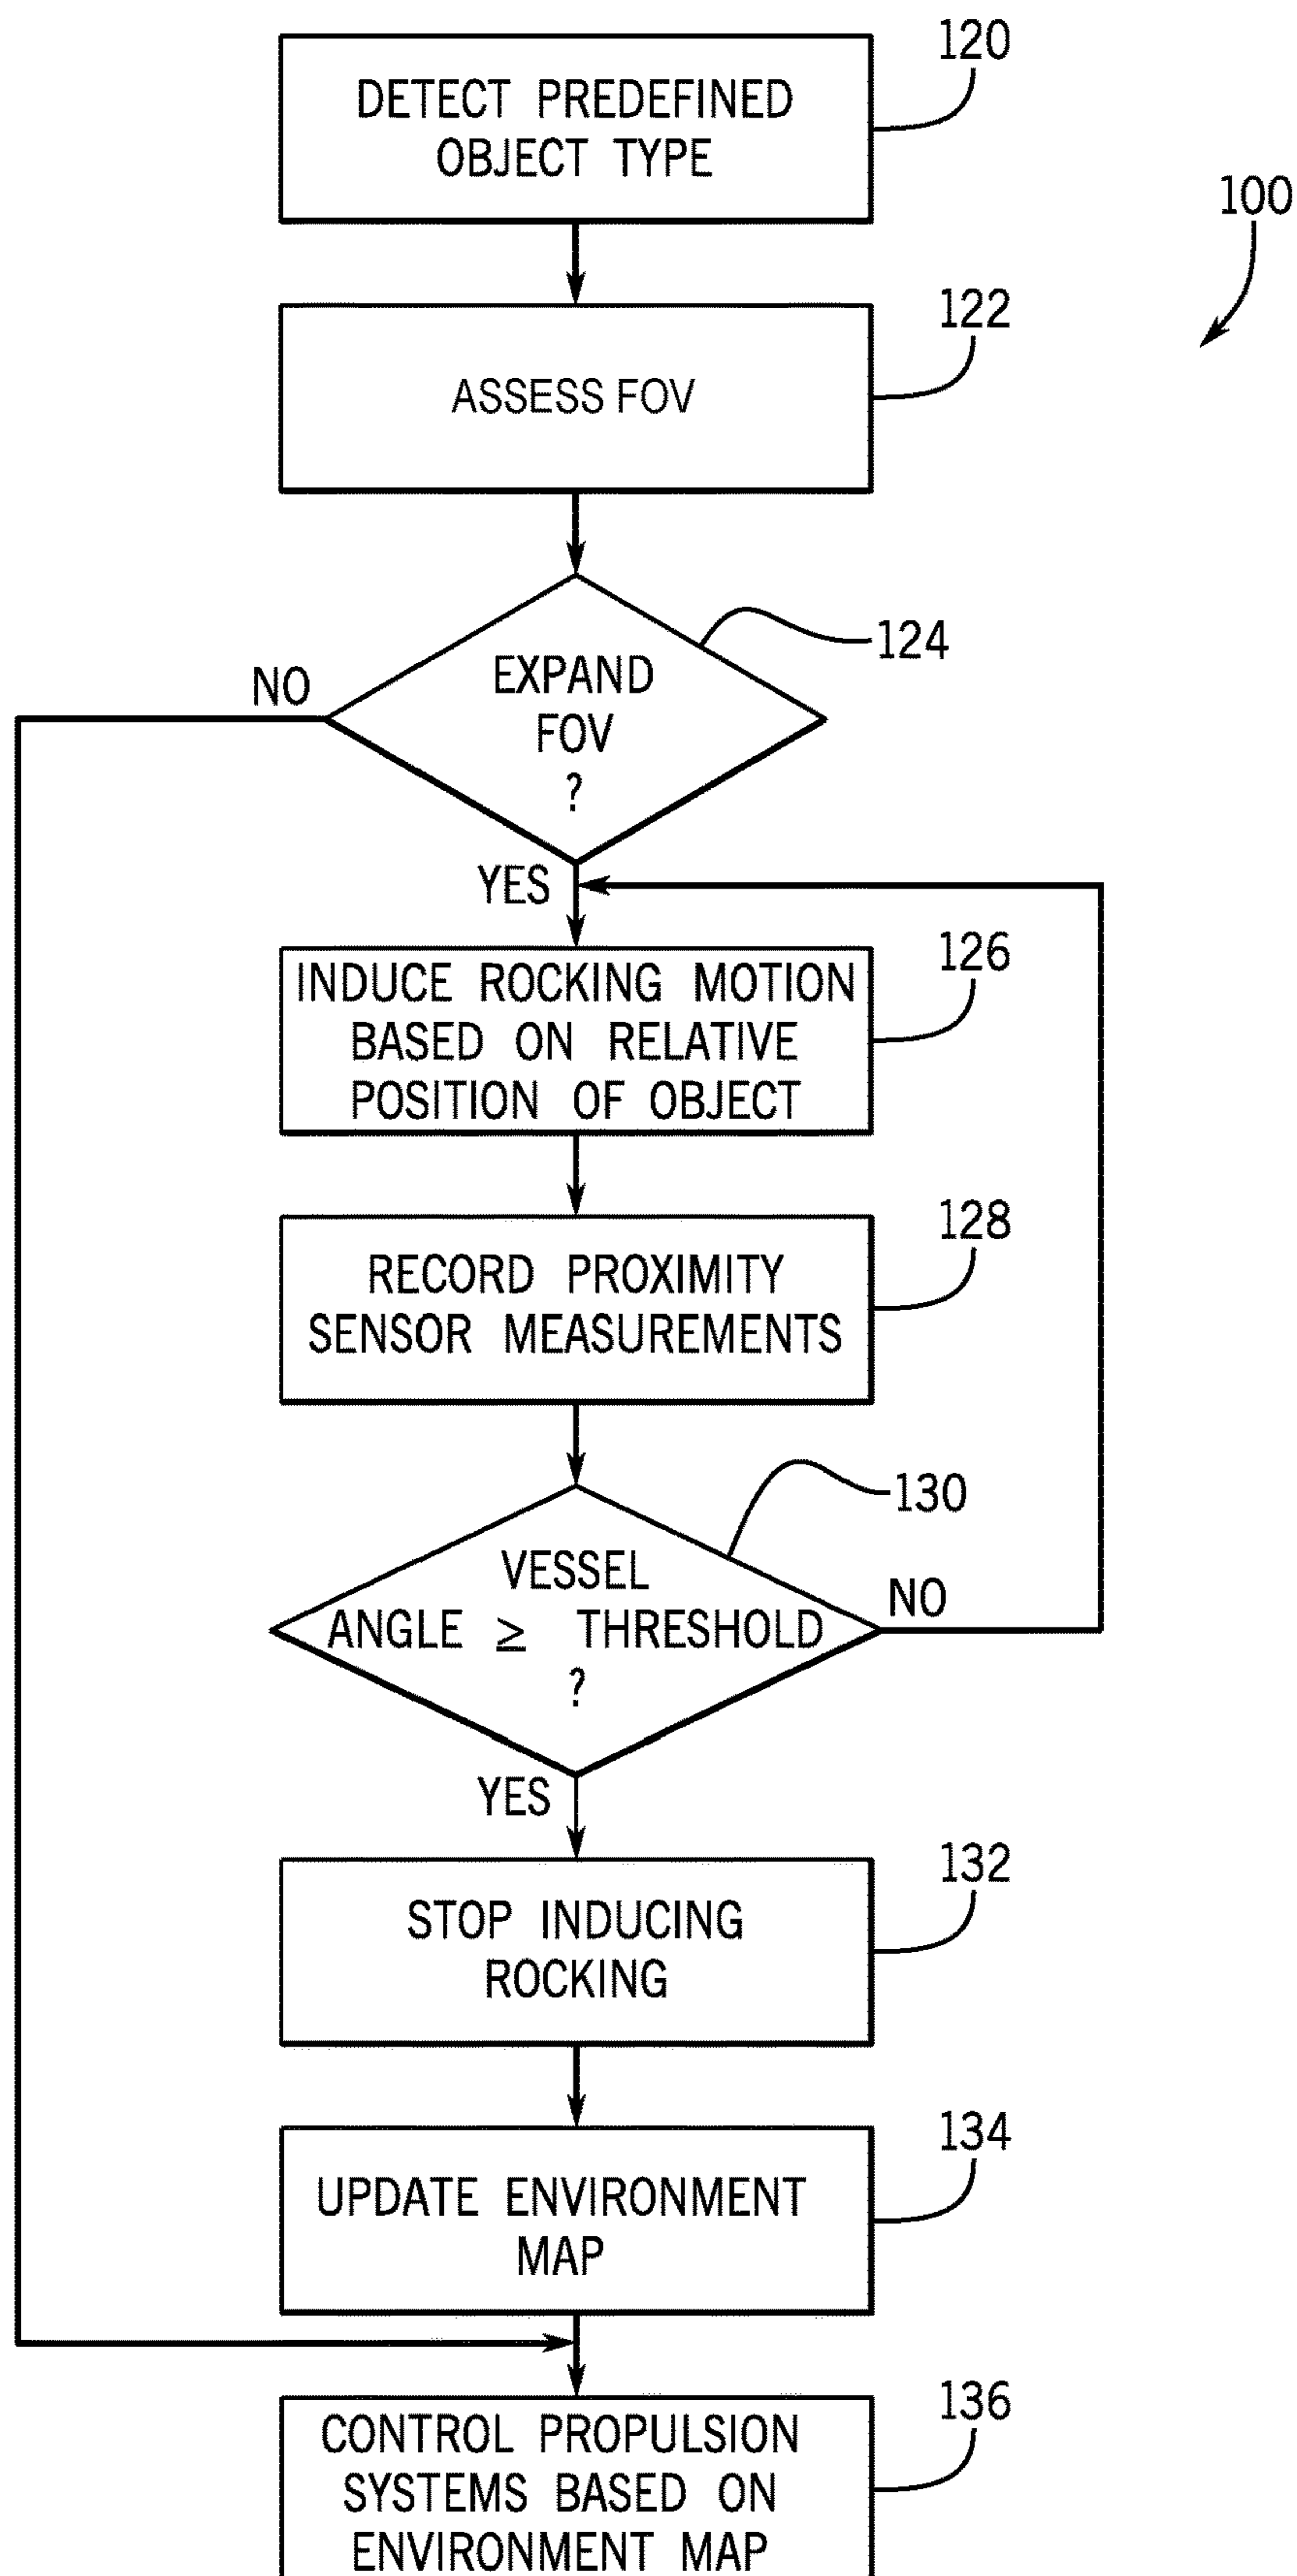 120
DETECT PREDEFINED
OBJECT TYPE
100
122
ASSESS FOV
124
NO
EXPAND
FOV
?
YES
126
INDUCE ROCKING MOTION
BASED ON RELATIVE
POSITION OF OBJECT
128
RECORD PROXIMITY
SENSOR MEASUREMENTS
130
VESSEL
ANGLE ≥ THRESHOLD
?
NO
YES
132
STOP INDUCING
ROCKING
134
UPDATE ENVIRONMENT
MAP
136
CONTROL PROPULSION
SYSTEMS BASED ON
ENVIRONMENT MAP